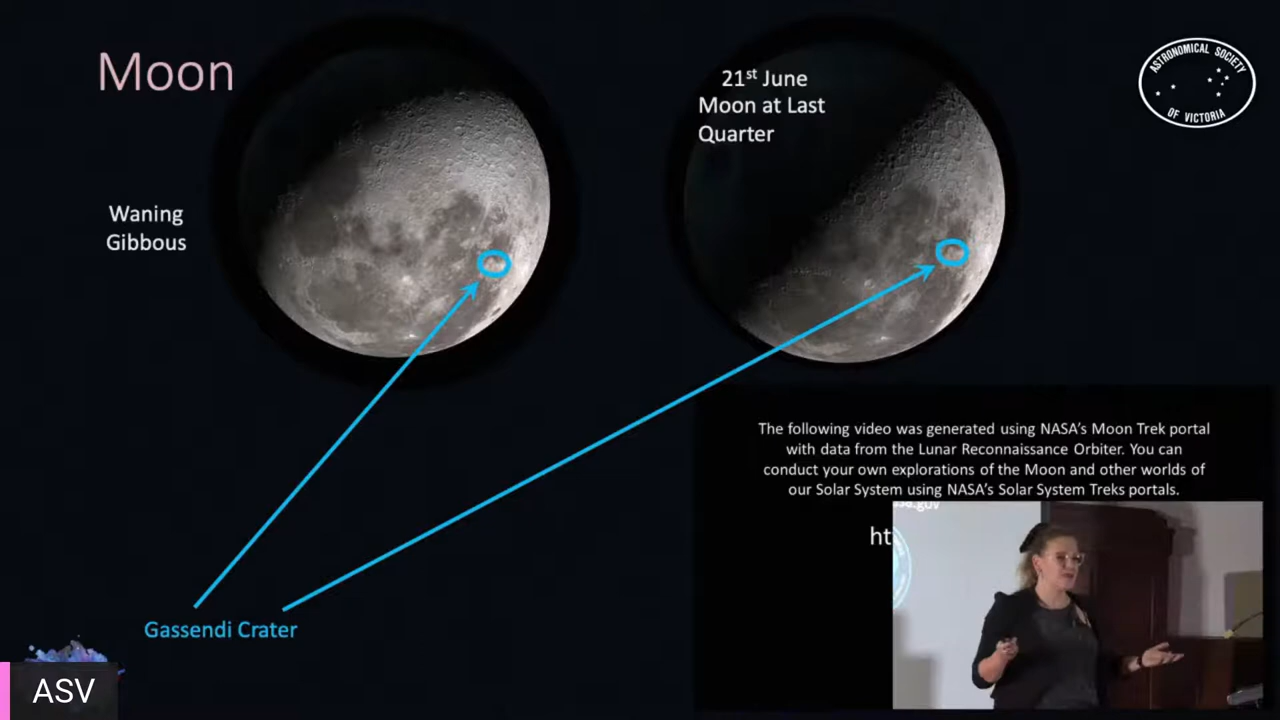 Moon
21st June
Moon at Last
Quarter
ASTRONOMICAL SOCIETY
OF VICTORIA
Waning
Gibbous
The following video was generated using NASA's Moon Trek portal
with data from the Lunar Reconnaissance Orbiter. You can
conduct your own explorations of the Moon and other worlds of
our Solar System using NASA's Solar System Treks portals.
ht
Gassendi Crater
ASV